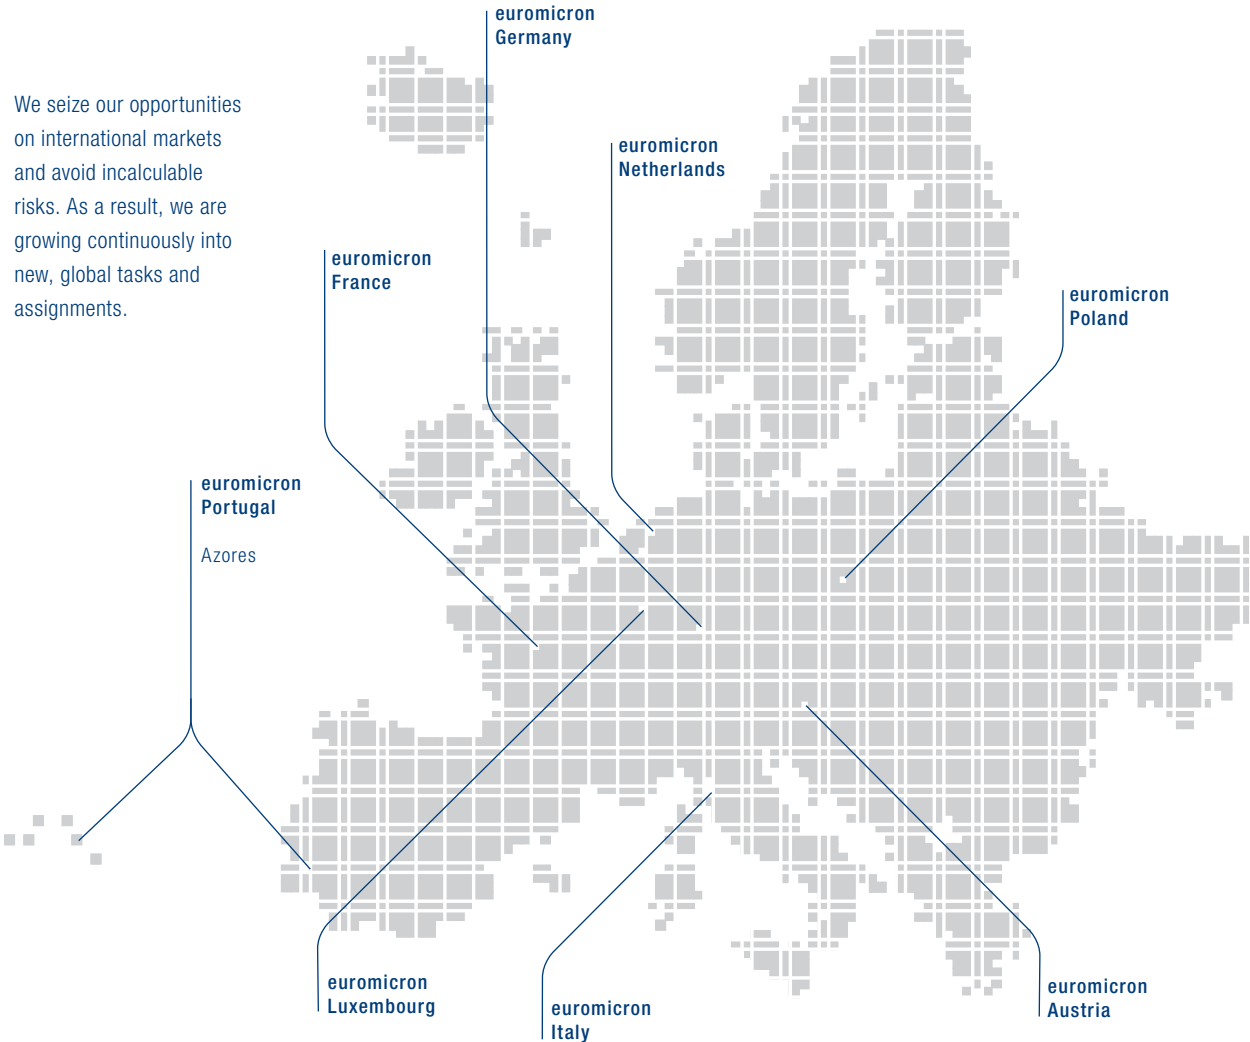 euromicron
Germany
We seize our opportunities
on international markets
and avoid incalculable
risks. As a result, we are
growing continuously into
new, global tasks and
assignments.
euromicron
Netherlands
euromicron
France
euromicron
Poland
euromicron
Portugal
Azores
euromicron
Luxembourg
euromicron
Italy
euromicron
Austria